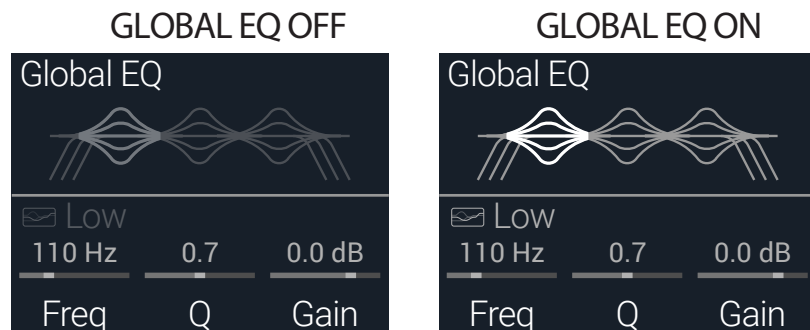 GLOBAL EQ OFF
Global EQ
Low
110 Hz 0.7 0.0 dB
Freq Q Gain
GLOBAL EQ ON
Global EQ
Low
110 Hz 0.7 0.0 dB
Freq Q Gain